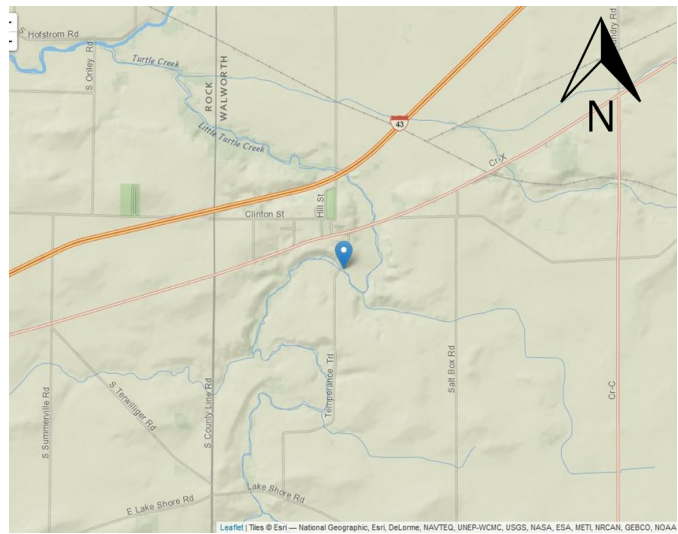 S Hofstrom Rd
S Oriley Rd
Turtle Creek
ROCK
WALWORTH
Little Turtle Creek
43
N
Cr-X
Clinton St
Hill St
S Summerville Rd
S Terwilliger Rd
S County Line Rd
Temperance Trl
Salt Box Rd
Cr-C
E Lake Shore Rd
Lake Shore Rd
Leaflet | Tiles © Esri — National Geographic, Esri, DeLorme, NAVTEQ, UNEP-WCMC, USGS, NASA, ESA, METI, NRCAN, GEBCO, NOAA